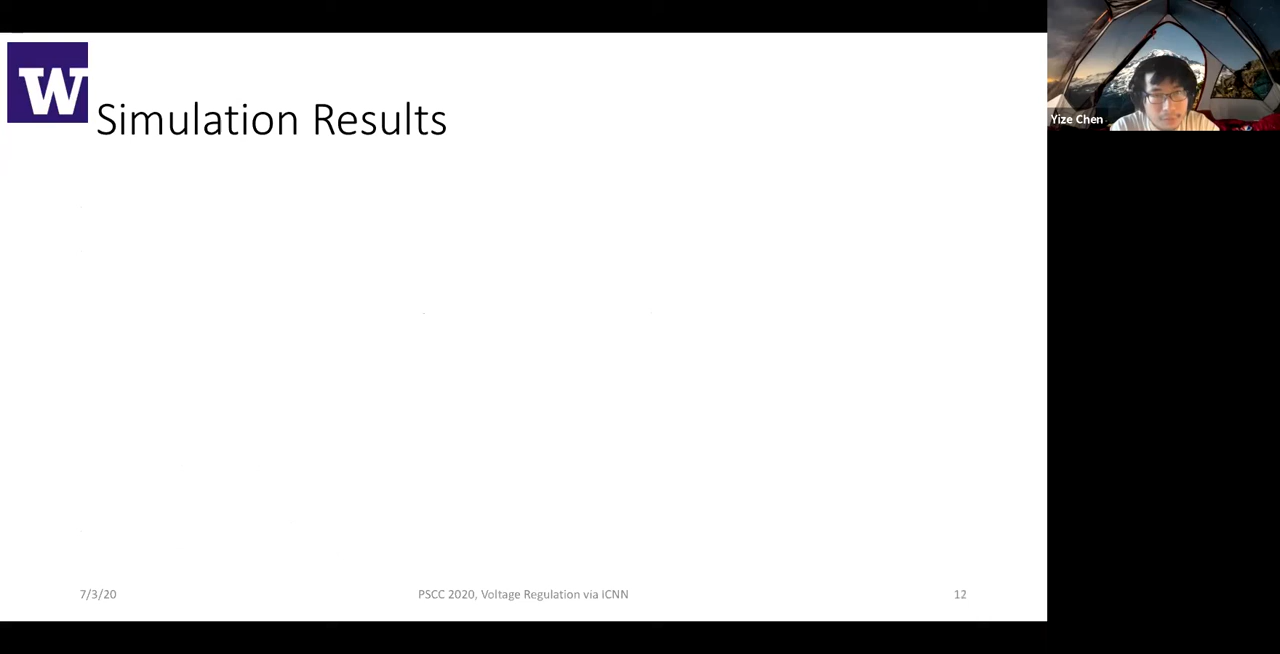 W
Simulation Results
Yize Chen
7/3/20
PSCC 2020, Voltage Regulation via ICNN
12